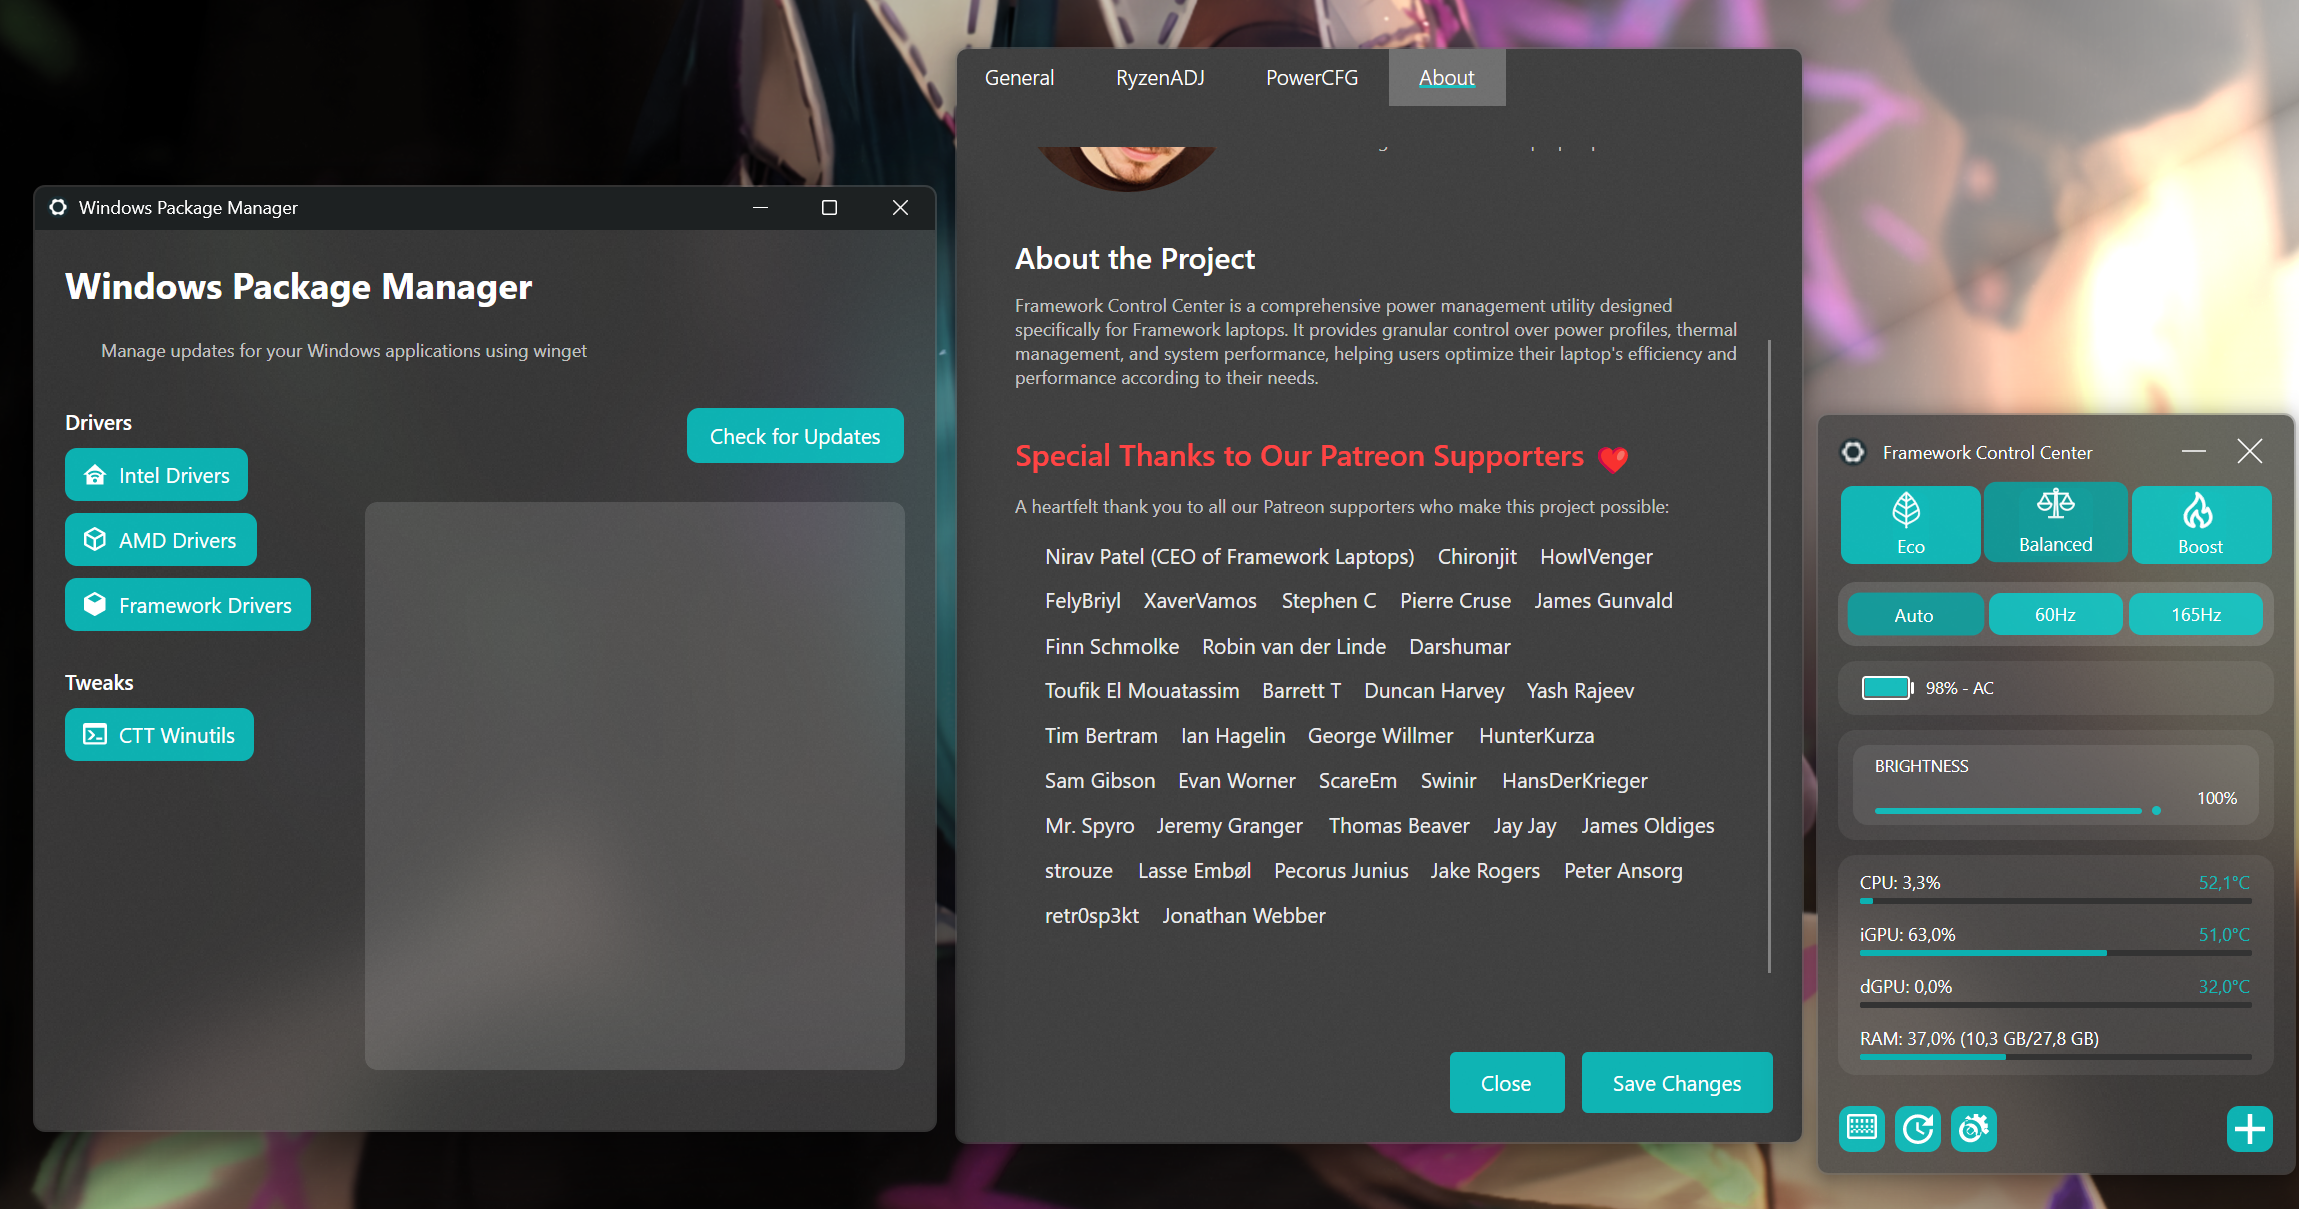 Windows Package Manager
Windows Package Manager
Manage updates for your Windows applications using winget
Drivers
Check for Updates
Intel Drivers
AMD Drivers
Framework Drivers
Tweaks
CTT Winutils
General RyzenADJ PowerCFG About
About the Project
Framework Control Center is a comprehensive power management utility designed
specifically for Framework laptops. It provides granular control over power profiles, thermal
management, and system performance, helping users optimize their laptop's efficiency and
performance according to their needs.
Special Thanks to Our Patreon Supporters ❤️
A heartfelt thank you to all our Patreon supporters who make this project possible:
Nirav Patel (CEO of Framework Laptops) Chironjit HowlVenger
FelyBriyl XaverVamos Stephen C Pierre Cruse James Gunvald
Finn Schmolke Robin van der Linde Darshumar
Toufik El Mouatassim Barrett T Duncan Harvey Yash Rajeev
Tim Bertram Ian Hagelin George Willmer HunterKurza
Sam Gibson Evan Worner ScareEm Swinir HansDerKrieger
Mr. Spyro Jeremy Granger Thomas Beaver Jay Jay James Oldiges
strouze Lasse Embøl Pecorus Junius Jake Rogers Peter Ansorg
retr0sp3kt Jonathan Webber
Close Save Changes
Framework Control Center
Eco Balanced Boost
Auto 60Hz 165Hz
98% - AC
BRIGHTNESS
100%
CPU: 3,3% 52,1°C
iGPU: 63,0% 51,0°C
dGPU: 0,0% 32,0°C
RAM: 37,0% (10,3 GB/27,8 GB)